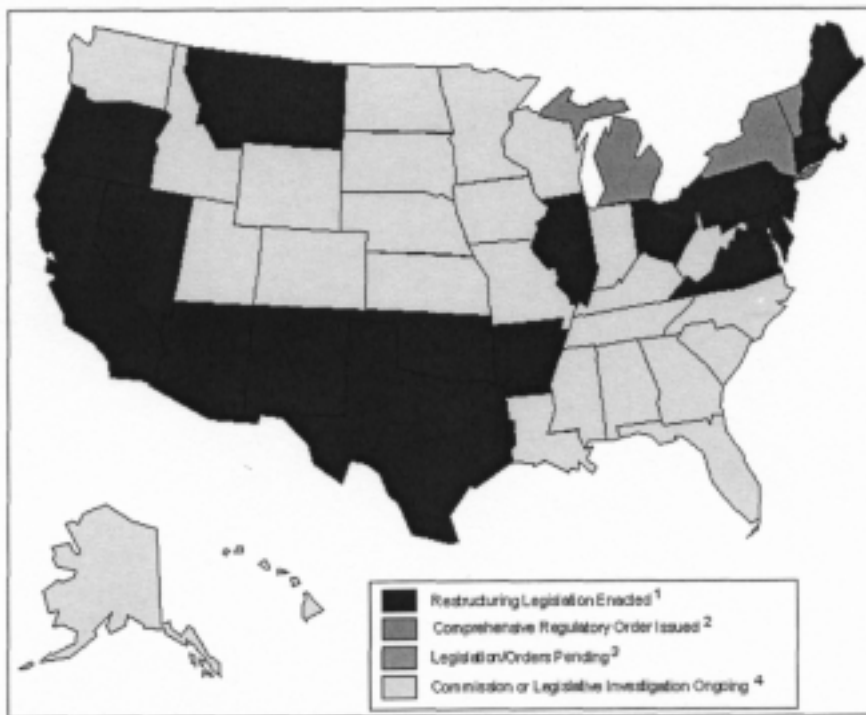 Restructuring Legislation Enacted 1
Comprehensive Regulatory Order Issued 2
Legislation/Orders Pending 3
Commission or Legislative Investigation Ongoing 4